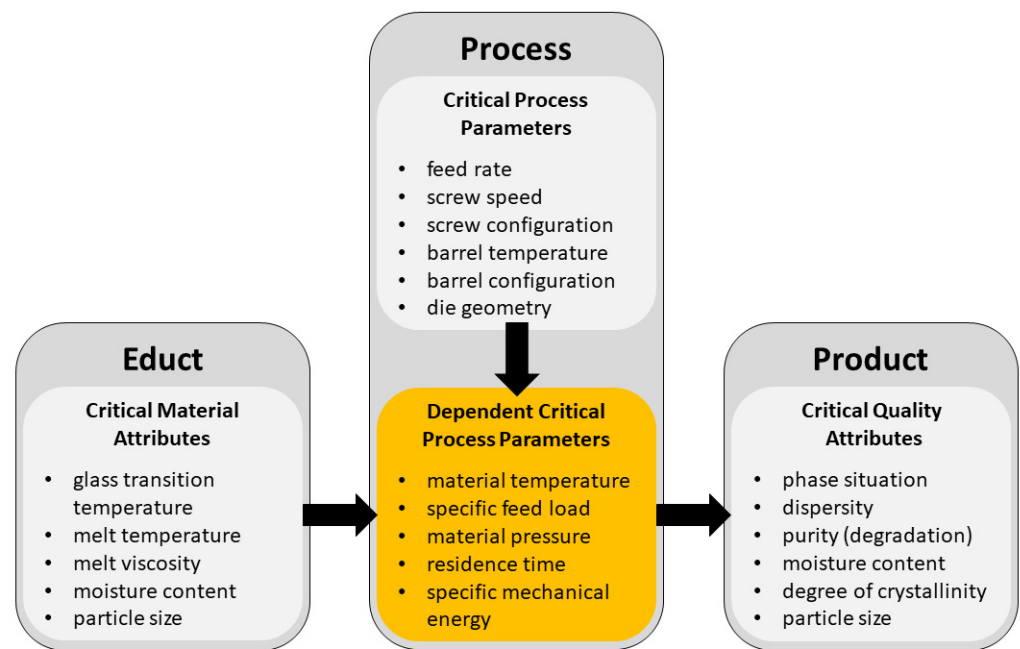 Process
Critical Process
Parameters
• feed rate
• screw speed
• screw configuration
• barrel temperature
• barrel configuration
• die geometry
Educt
Critical Material
Attributes
• glass transition
temperature
• melt temperature
• melt viscosity
• moisture content
• particle size
Dependent Critical
Process Parameters
• material temperature
• specific feed load
• material pressure
• residence time
• specific mechanical
energy
Product
Critical Quality
Attributes
• phase situation
• dispersity
• purity (degradation)
• moisture content
• degree of crystallinity
• particle size